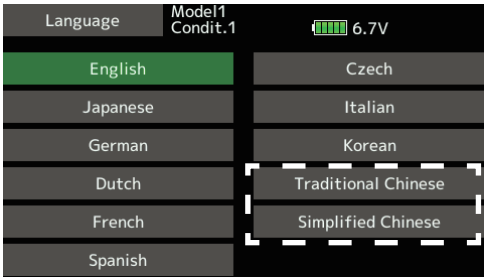 Language
Model1
Condit.1
6.7V
English
Czech
Japanese
Italian
German
Korean
Dutch
Traditional Chinese
French
Simplified Chinese
Spanish